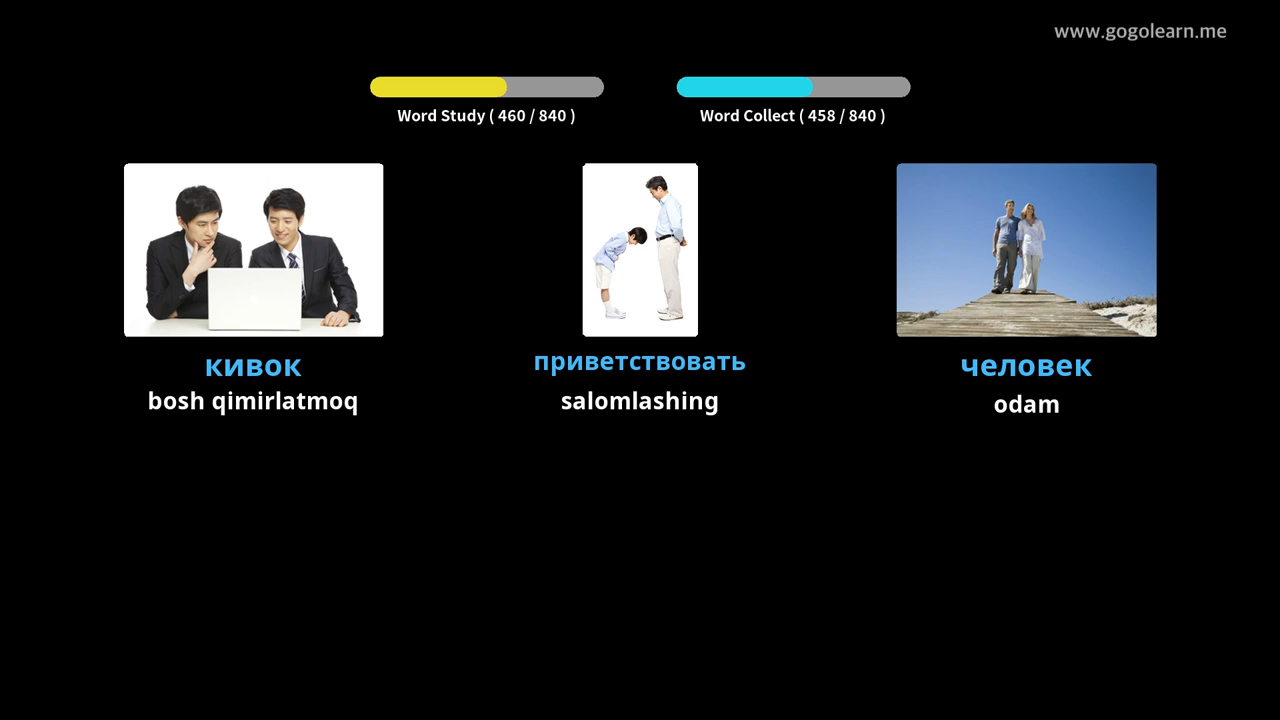 www.gogolearn.me
Word Study ( 460 / 840 )
Word Collect ( 458 / 840 )
кивок
приветствовать
человек
bosh qimirlatmoq
salomlashing
odam